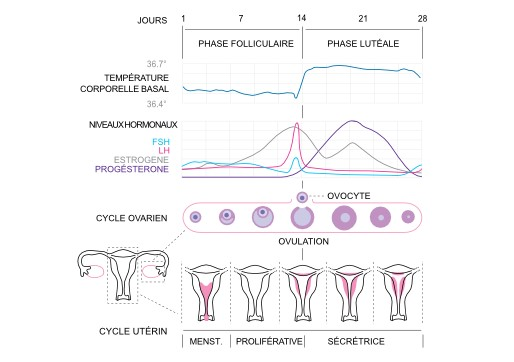 JOURS 1 7 14 21 28
PHASE FOLLICULAIRE PHASE LUTÉALE
36.7°
TEMPÉRATURE
CORPORELLE BASAL
36.4°
NIVEAUX HORMONAUX
FSH
LH
ESTROGENE
PROGÈSTERONE
OVOCYTE
CYCLE OVARIEN
OVULATION
CYCLE UTÉRIN
MENST. PROLIFÉRATIVE SÉCRÉTRICE